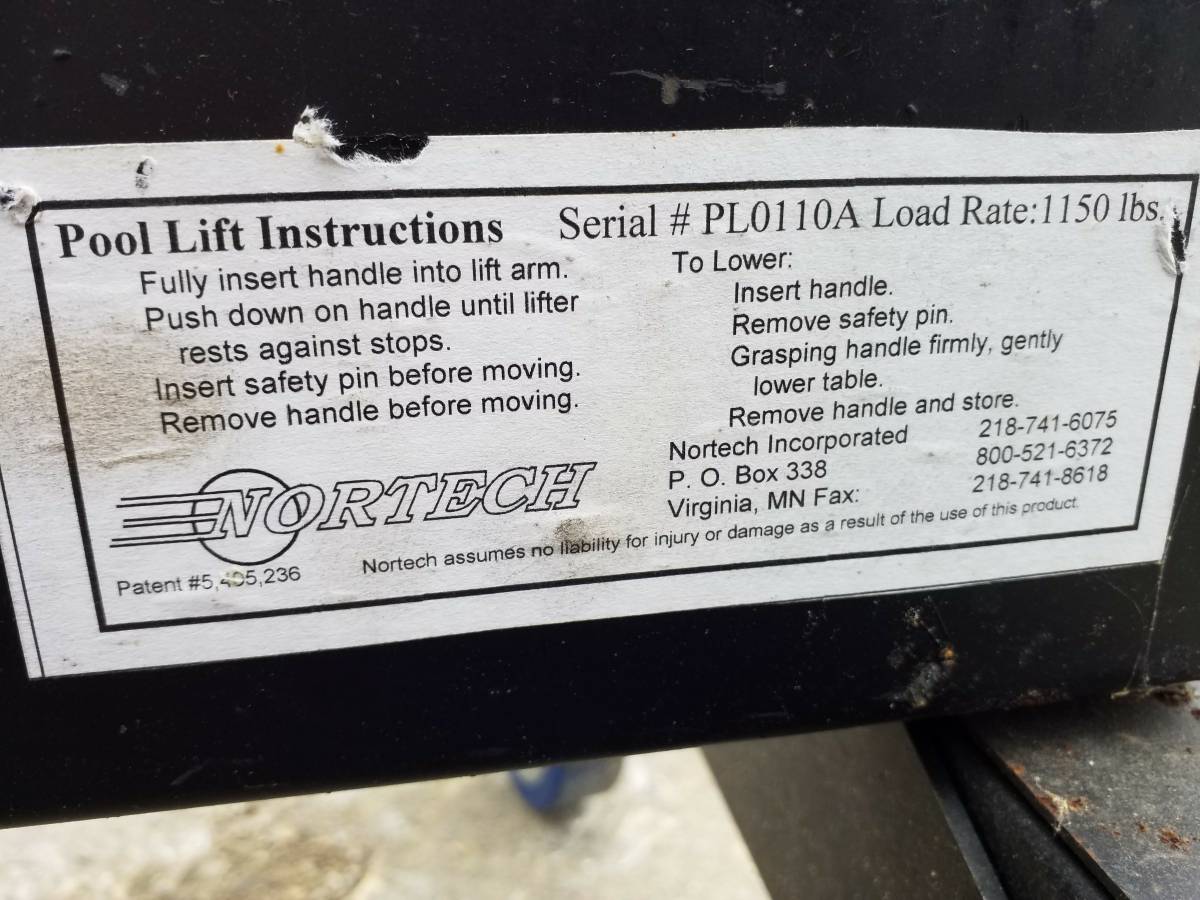 Pool Lift Instructions
Serial # PL0110A Load Rate:1150 lbs.
Fully insert handle into lift arm.
Push down on handle until lifter
rests against stops.
Insert safety pin before moving.
Remove handle before moving.
To Lower:
Insert handle.
Remove safety pin.
Grasping handle firmly, gently
lower table.
Remove handle and store.
Nortech Incorporated 218-741-6075
P. O. Box 338 800-521-6372
Virginia, MN Fax: 218-741-8618
NORTECH
Nortech assumes no liability for injury or damage as a result of the use of this product.
Patent